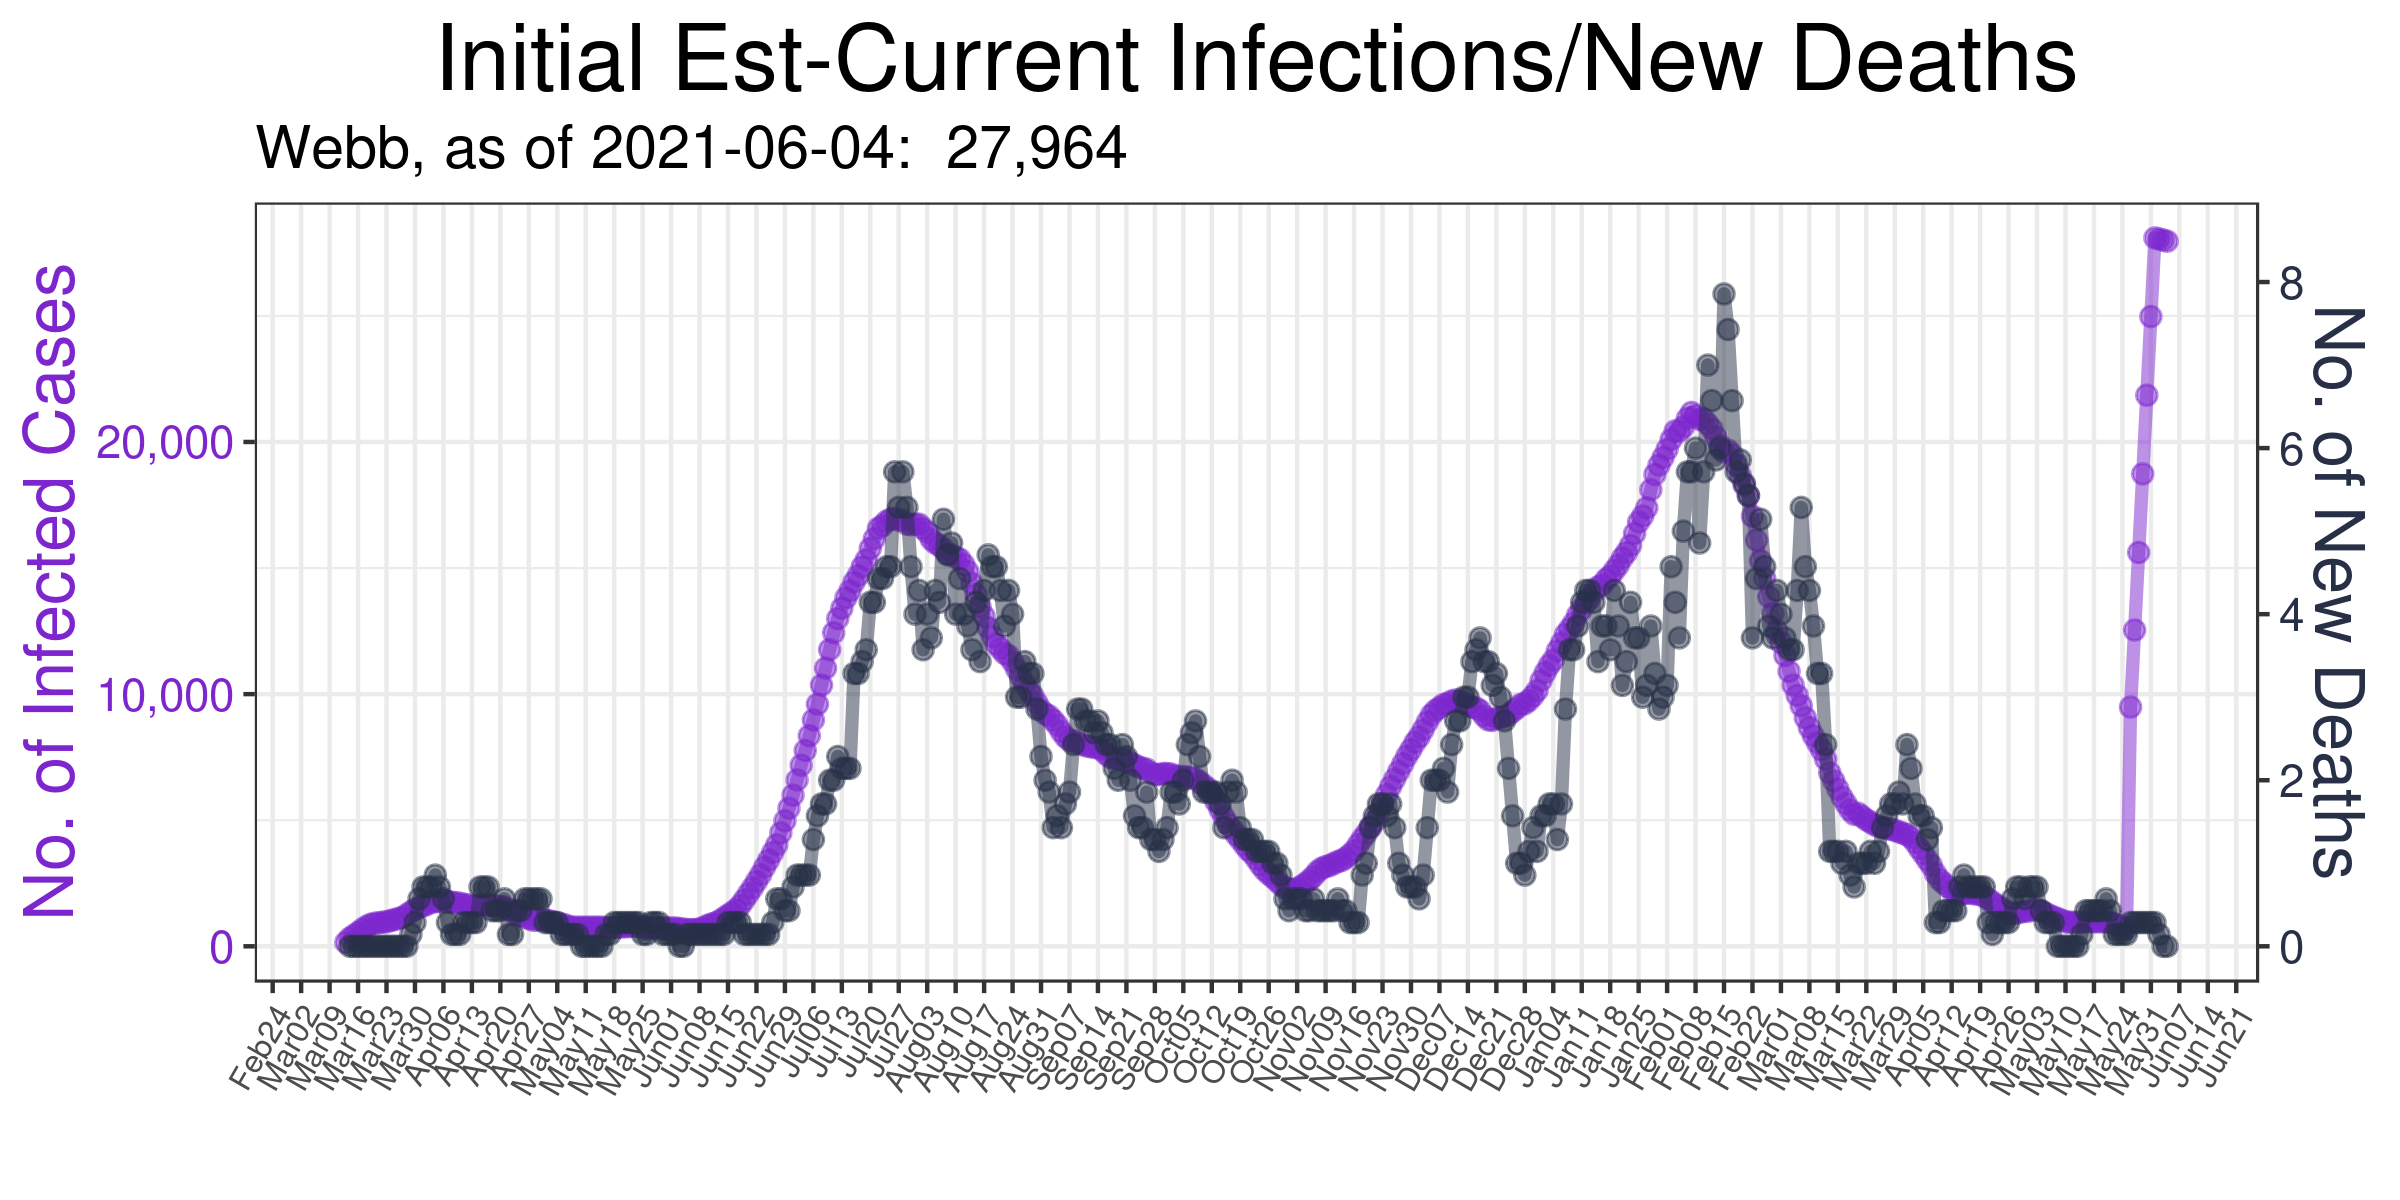 Initial Est-Current Infections/New Deaths
Webb, as of 2021-06-04:  27,964
No. of Infected Cases
20,000
10,000
0
8
6
4
2
0
No. of New Deaths
Feb24
Mar02
Mar09
Mar16
Mar23
Mar30
Apr06
Apr13
Apr20
Apr27
May04
May11
May18
May25
Jun01
Jun08
Jun15
Jun22
Jun29
Jul06
Jul13
Jul20
Jul27
Aug03
Aug10
Aug17
Aug24
Aug31
Sep07
Sep14
Sep21
Sep28
Oct05
Oct12
Oct19
Oct26
Nov02
Nov09
Nov16
Nov23
Nov30
Dec07
Dec14
Dec21
Dec28
Jan04
Jan11
Jan18
Jan25
Feb01
Feb08
Feb15
Feb22
Mar01
Mar08
Mar15
Mar22
Mar29
Apr05
Apr12
Apr19
Apr26
May03
May10
May17
May24
May31
Jun07
Jun14
Jun21